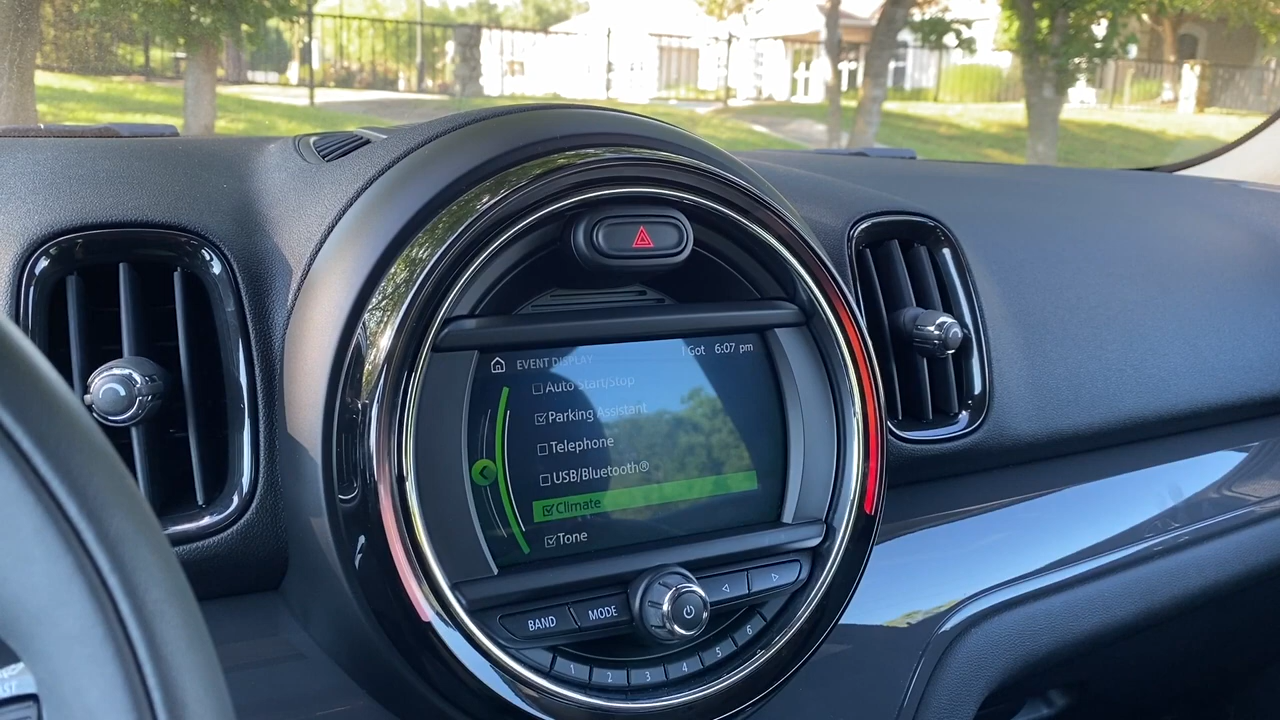 EVENT DISPLAY
Got 6:07 pm
Auto Start/Stop
Parking Assistant
Telephone
USB/Bluetooth®
Climate
Tone
BAND MODE
1 2 3 4 5 6